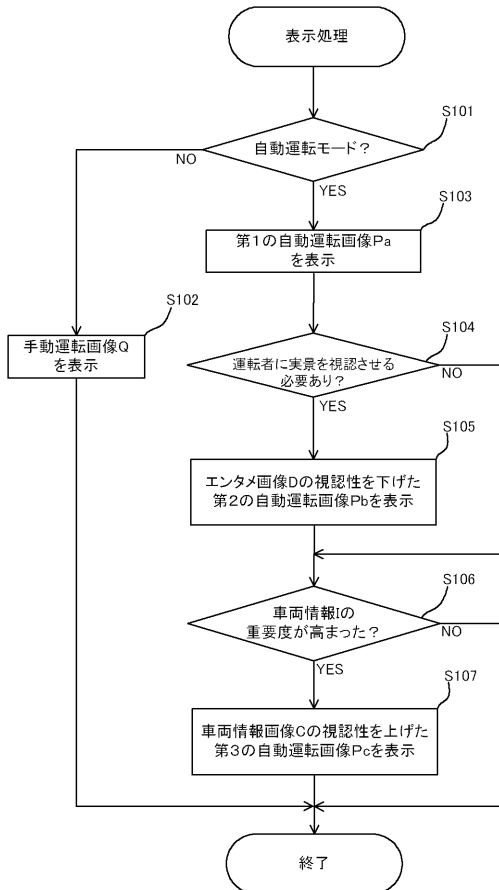 表示処理
S101
自動運転モード？
NO
YES
S103
第１の自動運転画像Pa
を表示
S102
手動運転画像Q
を表示
S104
運転者に実景を視認させる
必要あり？
NO
YES
S105
エンタメ画像Dの視認性を下げた
第２の自動運転画像Pbを表示
S106
車両情報Iの
重要度が高まった？
NO
YES
S107
車両情報画像Cの視認性を上げた
第３の自動運転画像Pcを表示
終了